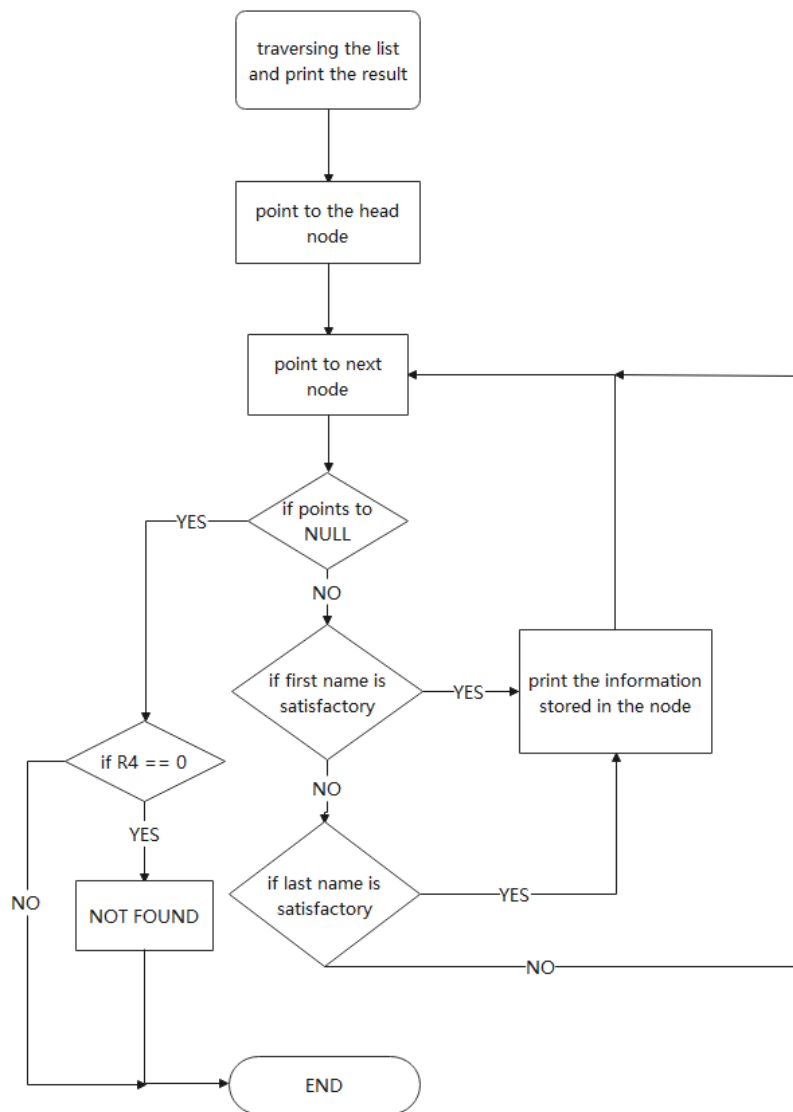 traversing the list
and print the result
point to the head
node
point to next
node
if points to
NULL
YES
NO
if first name is
satisfactory
YES
print the information
stored in the node
if R4 == 0
NO
YES
if last name is
satisfactory
YES
NO
NOT FOUND
NO
END